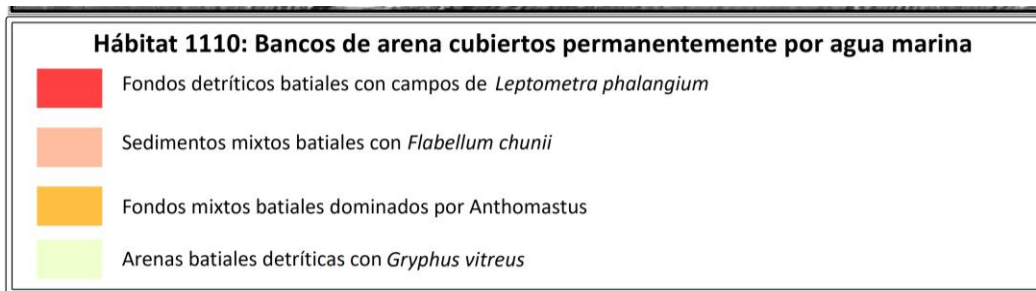 Hábitat 1110: Bancos de arena cubiertos permanentemente por agua marina
Fondos detríticos batiales con campos de Leptometra phalangium
Sedimentos mixtos batiales con Flabellum chunii
Fondos mixtos batiales dominados por Anthomastus
Arenas batiales detríticas con Gryphus vitreus